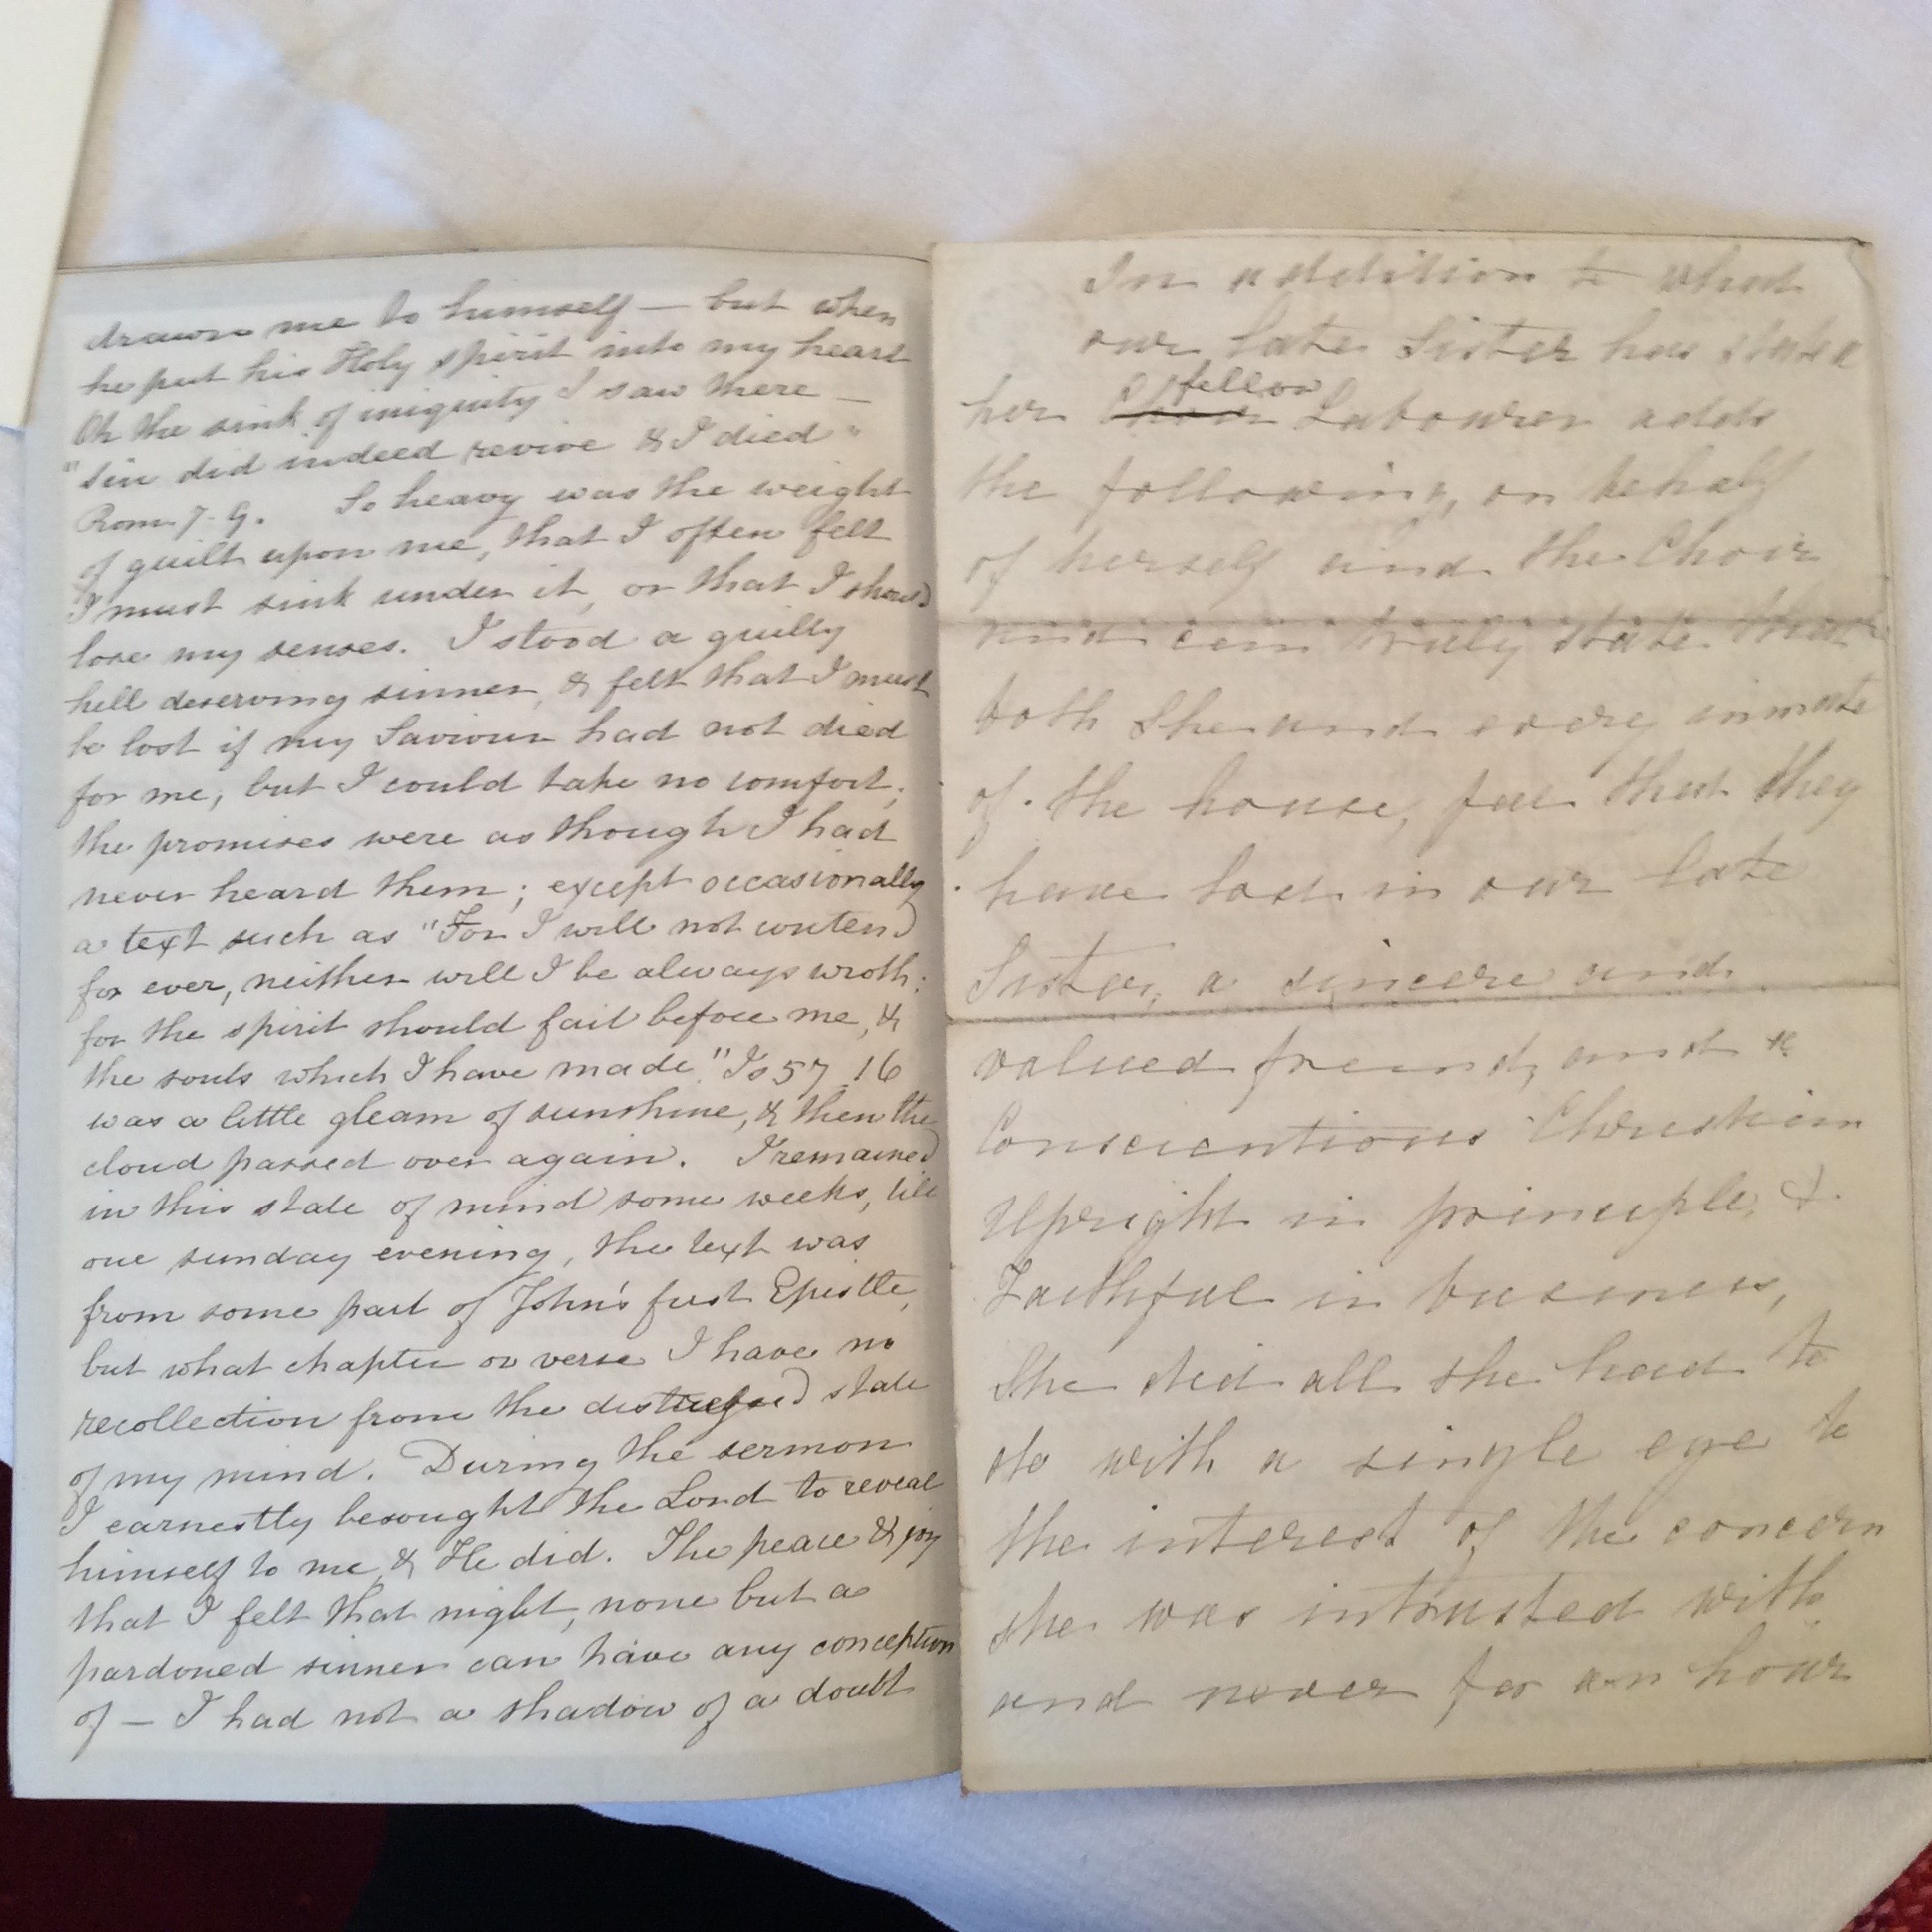 drawn me to himself — but when
he put his Holy spirit into my heart
Oh the sink of iniquity I saw there —
"Sin did indeed revive & I died"
Rom. 7. 9. So heavy was the weight
of guilt upon me, that I often felt
I must sink under it, or that I should
lose my senses. I stood a guilty
hell deserving sinner, & felt that I must
be lost if my Saviour had not died
for me, but I could take no comfort,
the promises were as though I had
never heard them; except occasionally
a text such as "For I will not contend
for ever, neither will I be always wroth:
for the spirit should fail before me, &
the souls which I have made." Is 57_16
was a little gleam of sunshine, & then the
cloud passed over again. I remained
in this state of mind some weeks, till
one sunday evening, the text was
from some part of John's first Epistle,
but what chapter or verse I have no
recollection from the distressed state
of my mind. During the sermon
I earnestly besought the Lord to reveal
himself to me, & He did. The peace & joy
that I felt that night, none but a
pardoned sinner can have any conception
of — I had not a shadow of a doubt
In addition to what
our late Sister has stated
her fellow Labourer adds
the following, on behalf
of herself and the Choir
and can truly state that
both She and every inmate
of the house, feel that they
have lost in our late
Sister, a sincere and
valued friend, and a
Conscientious Christian
Upright in principle, &
Faithful in business,
She did all she had to
do with a single eye to
the interest of the concern
she was intrusted with
and never for an hour